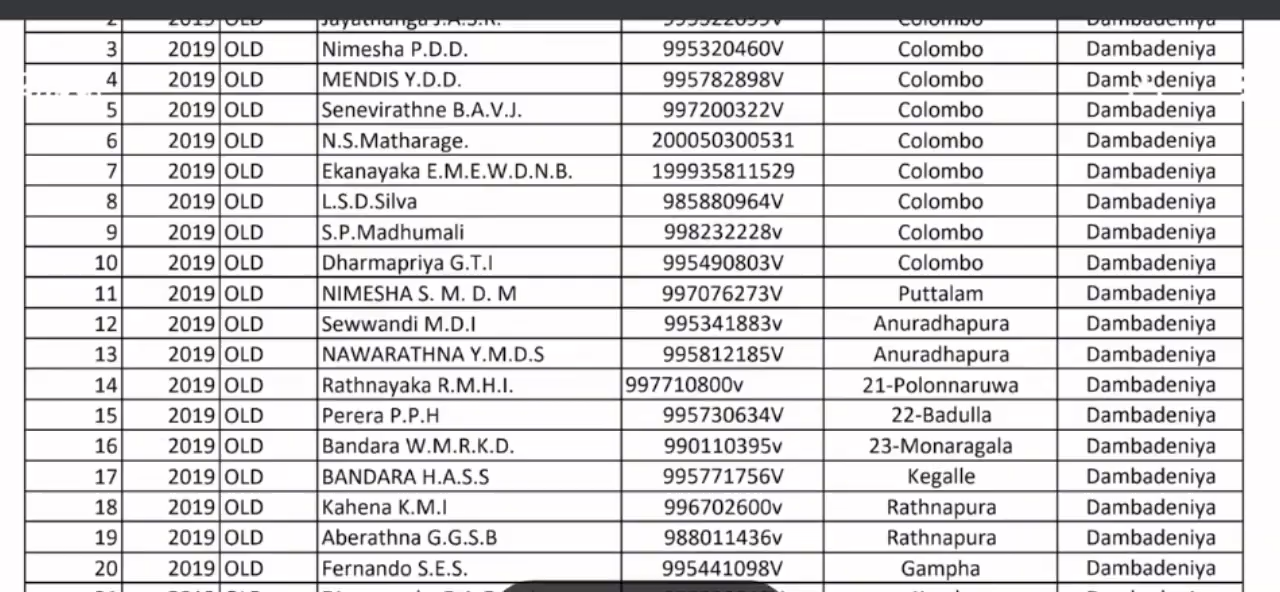 3 2019 OLD Nimesha P.D.D. 995320460V Colombo Dambadeniya
4 2019 OLD MENDIS Y.D.D. 995782898V Colombo Dambadeniya
5 2019 OLD Senevirathne B.A.V.J. 997200322V Colombo Dambadeniya
6 2019 OLD N.S.Matharage. 200050300531 Colombo Dambadeniya
7 2019 OLD Ekanayaka E.M.E.W.D.N.B. 199935811529 Colombo Dambadeniya
8 2019 OLD L.S.D.Silva 985880964V Colombo Dambadeniya
9 2019 OLD S.P.Madhumali 998232228v Colombo Dambadeniya
10 2019 OLD Dharmapriya G.T.I 995490803V Colombo Dambadeniya
11 2019 OLD NIMESHA S. M. D. M 997076273V Puttalam Dambadeniya
12 2019 OLD Sewwandi M.D.I 995341883v Anuradhapura Dambadeniya
13 2019 OLD NAWARATHNA Y.M.D.S 995812185V Anuradhapura Dambadeniya
14 2019 OLD Rathnayaka R.M.H.I. 997710800v 21-Polonnaruwa Dambadeniya
15 2019 OLD Perera P.P.H 995730634V 22-Badulla Dambadeniya
16 2019 OLD Bandara W.M.R.K.D. 990110395v 23-Monaragala Dambadeniya
17 2019 OLD BANDARA H.A.S.S 995771756V Kegalle Dambadeniya
18 2019 OLD Kahena K.M.I 996702600v Rathnapura Dambadeniya
19 2019 OLD Aberathna G.G.S.B 988011436v Rathnapura Dambadeniya
20 2019 OLD Fernando S.E.S. 995441098V Gampha Dambadeniya